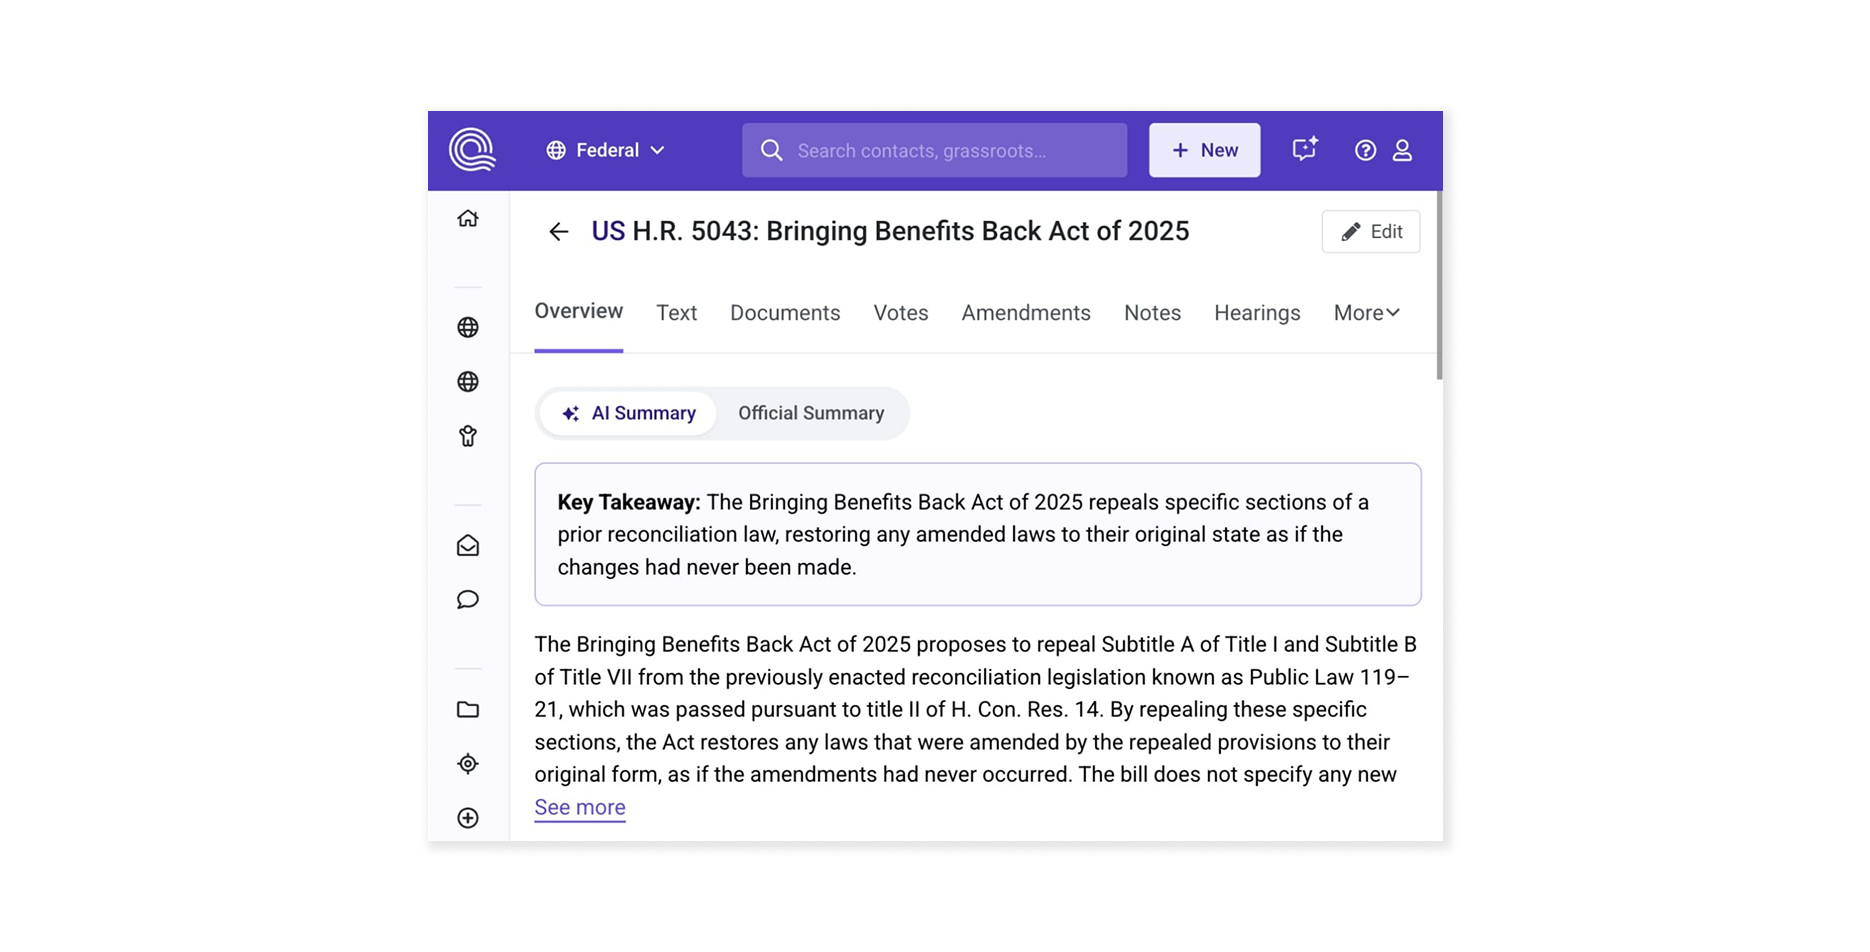 Federal
Search contacts, grassroots...
+ New
US H.R. 5043: Bringing Benefits Back Act of 2025
Edit
Overview
Text
Documents
Votes
Amendments
Notes
Hearings
More
AI Summary
Official Summary
Key Takeaway: The Bringing Benefits Back Act of 2025 repeals specific sections of a
prior reconciliation law, restoring any amended laws to their original state as if the
changes had never been made.
The Bringing Benefits Back Act of 2025 proposes to repeal Subtitle A of Title I and Subtitle B
of Title VII from the previously enacted reconciliation legislation known as Public Law 119–
21, which was passed pursuant to title II of H. Con. Res. 14. By repealing these specific
sections, the Act restores any laws that were amended by the repealed provisions to their
original form, as if the amendments had never occurred. The bill does not specify any new
See more